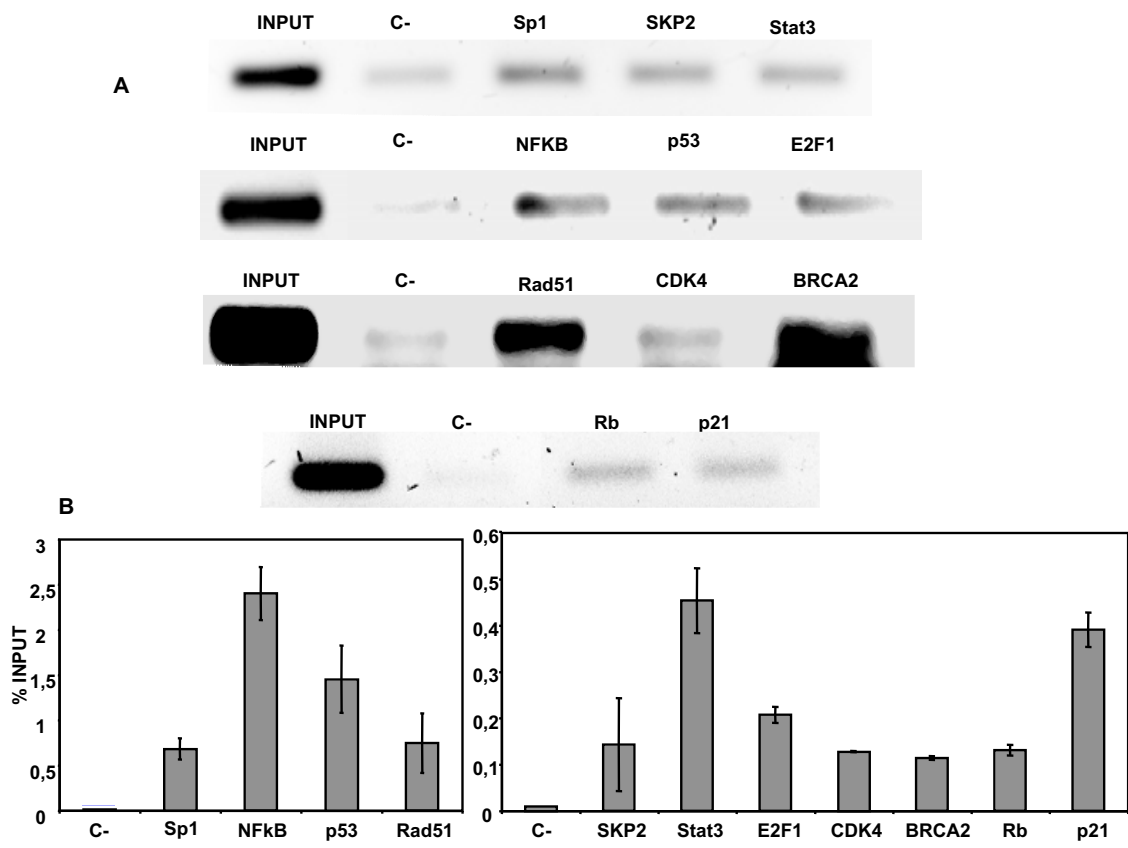 INPUT C- Sp1 SKP2 Stat3
A
INPUT C- NFKB p53 E2F1
INPUT C- Rad51 CDK4 BRCA2
INPUT C- Rb p21
B
% INPUT
3
2,5
2
1,5
1
0,5
0
C- Sp1 NFkB p53 Rad51
0,6
0,5
0,4
0,3
0,2
0,1
0
C- SKP2 Stat3 E2F1 CDK4 BRCA2 Rb p21